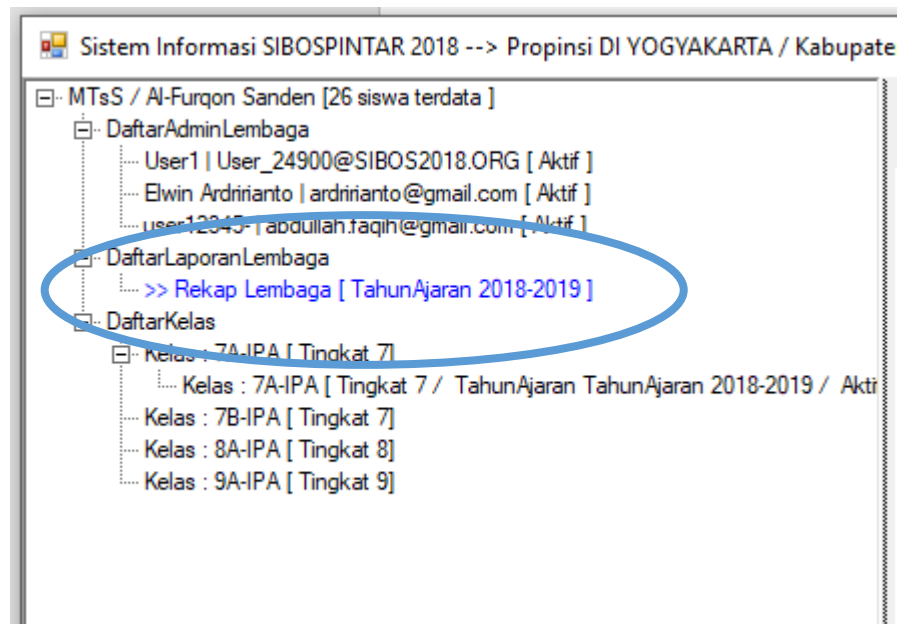 Sistem Informasi SIBOSPINTAR 2018 --> Propinsi DI YOGYAKARTA / Kabupate
MTsS / Al-Furqon Sanden [26 siswa terdata ]
DaftarAdminLembaga
User1 | User_24900@SIBOS2018.ORG [ Aktif ]
Elwin Ardririanto | ardririanto@gmail.com [ Aktif ]
user12345- | abdullah.faqih@gmail.com [ Aktif ]
DaftarLaporanLembaga
>> Rekap Lembaga [ TahunAjaran 2018-2019 ]
DaftarKelas
Kelas : 7A-IPA [ Tingkat 7]
Kelas : 7A-IPA [ Tingkat 7 / TahunAjaran TahunAjaran 2018-2019 / Akti
Kelas : 7B-IPA [ Tingkat 7]
Kelas : 8A-IPA [ Tingkat 8]
Kelas : 9A-IPA [ Tingkat 9]